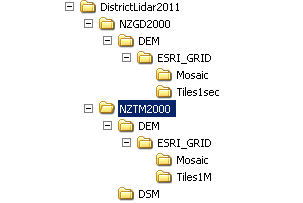 DistrictLidar2011
NZGD2000
DEM
ESRI_GRID
Mosaic
Tiles1sec
NZTM2000
DEM
ESRI_GRID
Mosaic
Tiles1M
DSM